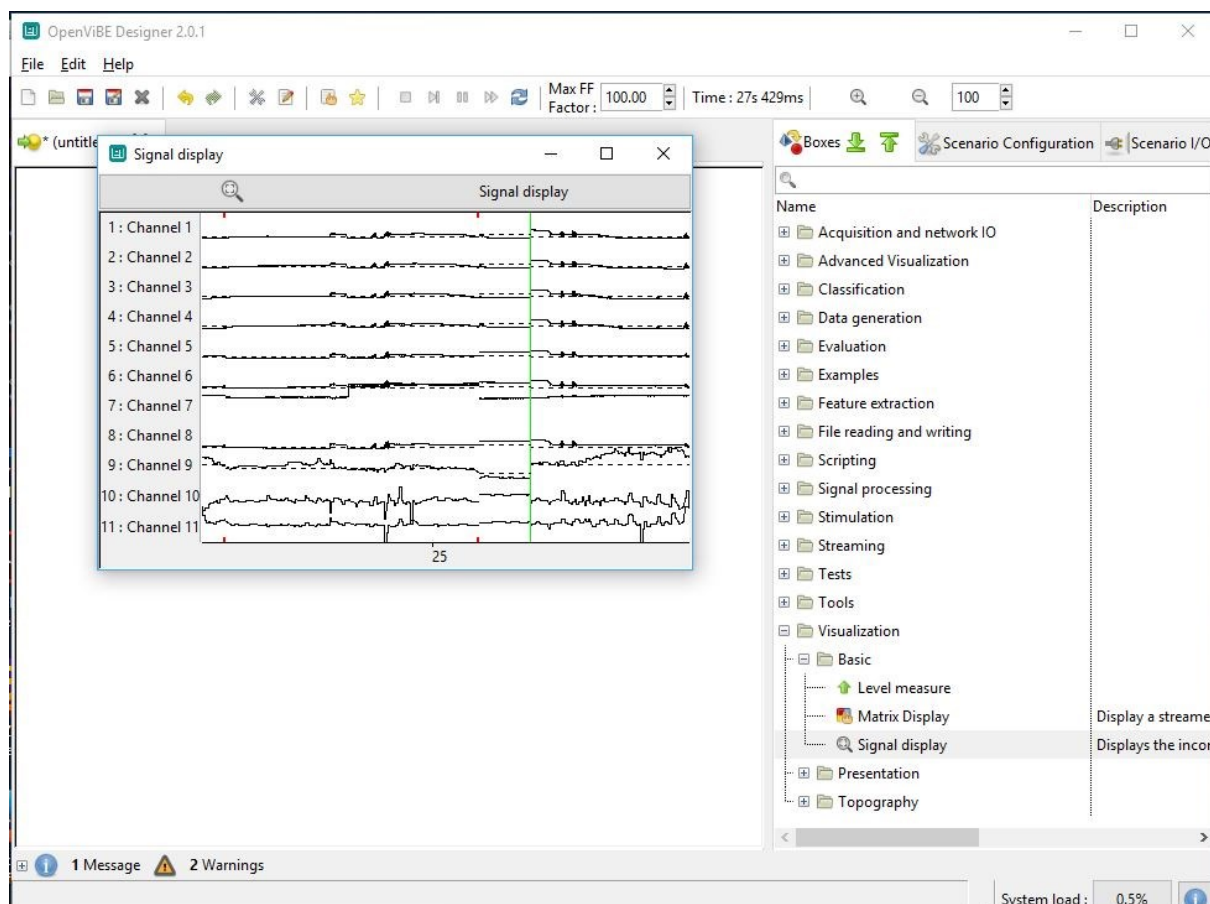 OpenViBE Designer 2.0.1
File Edit Help
Max FF Factor : 100.00 Time : 27s 429ms 100
* (untitle
Boxes Scenario Configuration Scenario I/O
Signal display
Signal display
1 : Channel 1
2 : Channel 2
3 : Channel 3
4 : Channel 4
5 : Channel 5
6 : Channel 6
7 : Channel 7
8 : Channel 8
9 : Channel 9
10 : Channel 10
11 : Channel 11
25
Name Description
Acquisition and network IO
Advanced Visualization
Classification
Data generation
Evaluation
Examples
Feature extraction
File reading and writing
Scripting
Signal processing
Stimulation
Streaming
Tests
Tools
Visualization
Basic
Level measure
Matrix Display Display a streame
Signal display Displays the incor
Presentation
Topography
1 Message 2 Warnings
System load : 0.5%